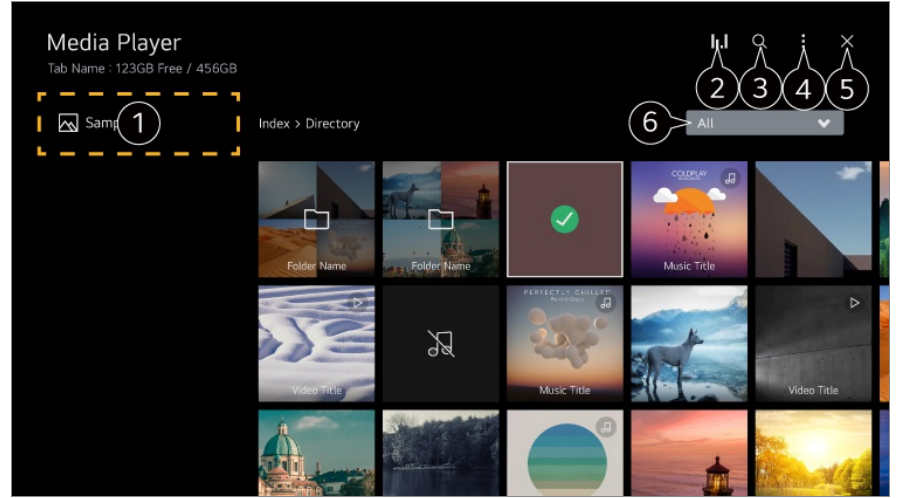 Media Player
Tab Name : 123GB Free / 456GB
2
3
4
5
1
Index > Directory
6
All
Folder Name
Folder Name
COLDPLAY
Music Title
Video Title
PERFECTLY CHILLED
Music Title
Video Title